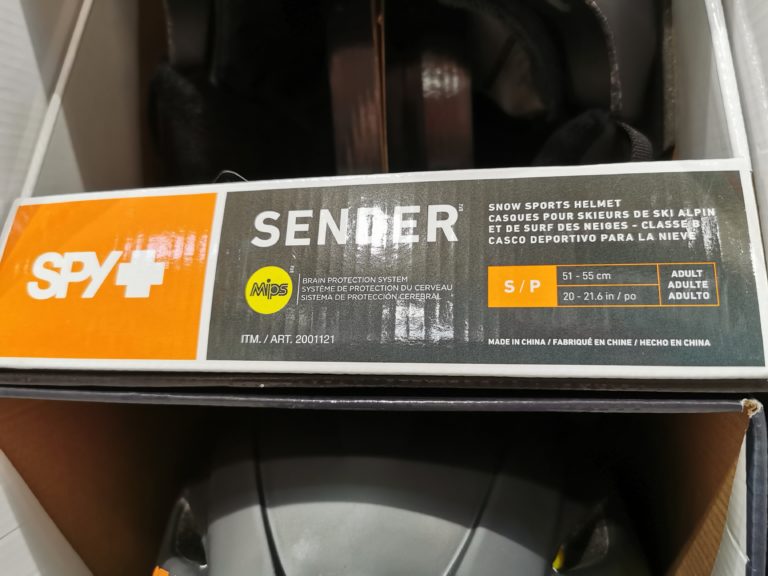 SPY+
SENDER
Mips
BRAIN PROTECTION SYSTEM
SYSTÈME DE PROTECTION DU CERVEAU
SISTEMA DE PROTECCIÓN CEREBRAL
ITM. / ART. 2001121
SNOW SPORTS HELMET
CASQUES POUR SKIEURS DE SKI ALPIN
ET DE SURF DES NEIGES - CLASSE B
CASCO DEPORTIVO PARA LA NIEVE
S / P
51 - 55 cm
20 - 21.6 in / po
ADULT
ADULTE
ADULTO
MADE IN CHINA / FABRIQUÉ EN CHINE / HECHO EN CHINA